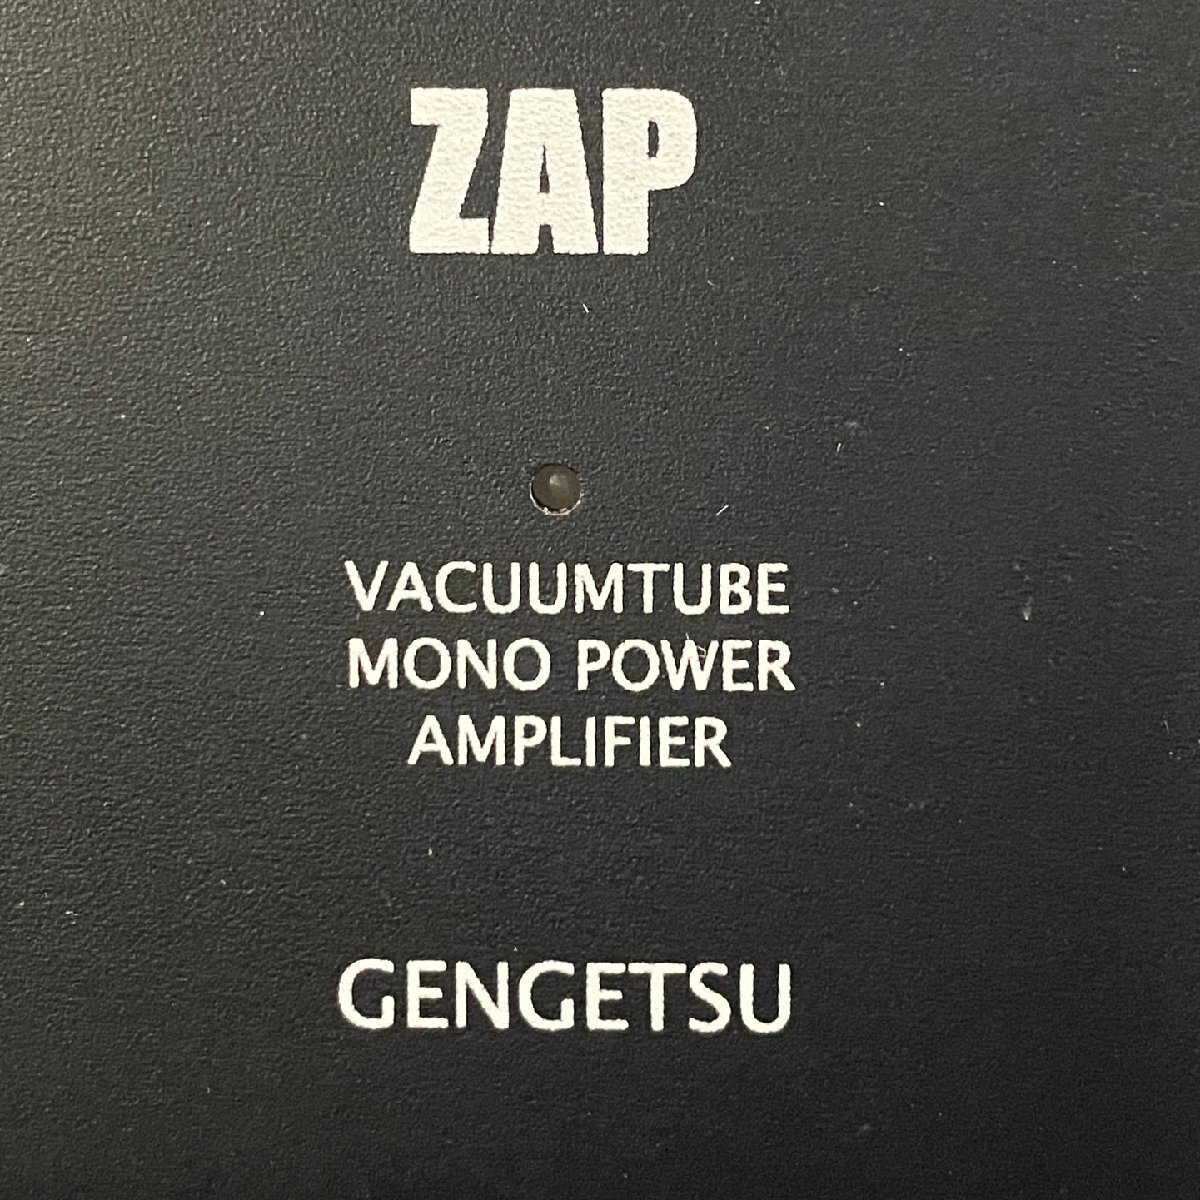 ZAP
VACUUMTUBE
MONO POWER
AMPLIFIER
GENGETSU